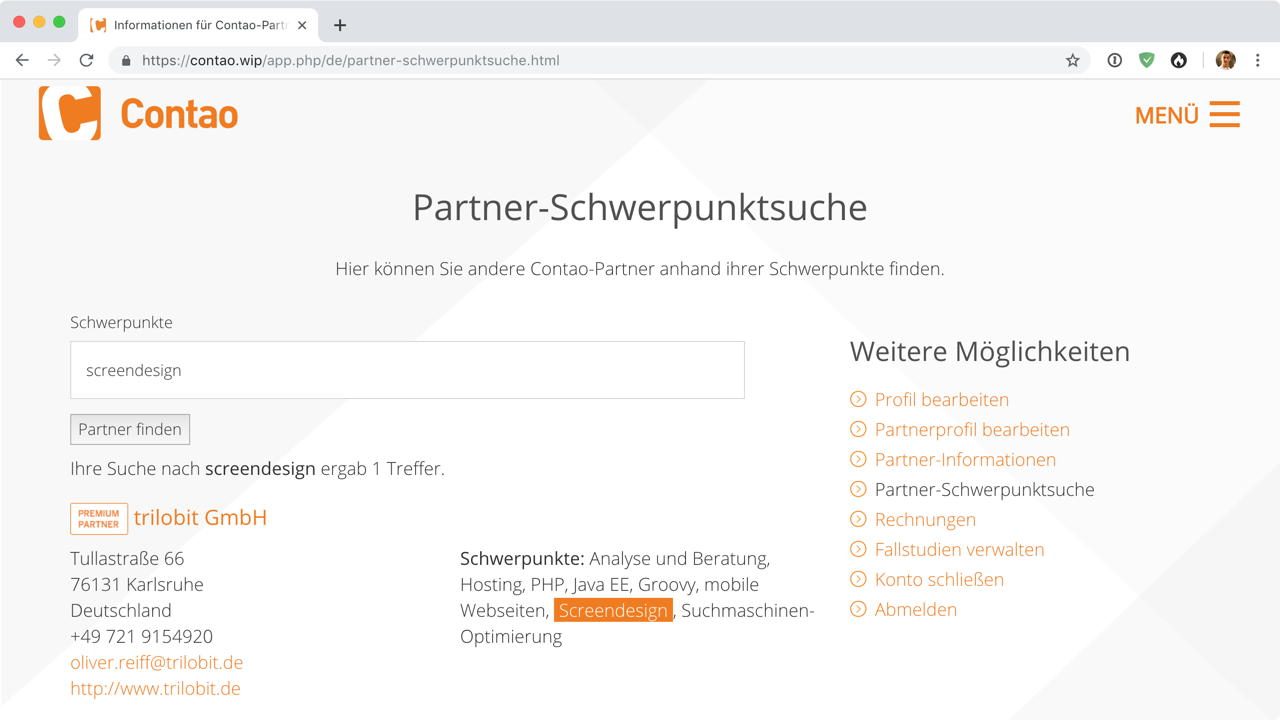 Informationen für Contao-Part
https://contao.wip/app.php/de/partner-schwerpunktsuche.html
Contao
MENÜ
Partner-Schwerpunktsuche
Hier können Sie andere Contao-Partner anhand ihrer Schwerpunkte finden.
Schwerpunkte
screendesign
Partner finden
Ihre Suche nach screendesign ergab 1 Treffer.
PREMIUM
PARTNER
trilobit GmbH
Tullastraße 66
76131 Karlsruhe
Deutschland
+49 721 9154920
oliver.reiff@trilobit.de
http://www.trilobit.de
Schwerpunkte: Analyse und Beratung,
Hosting, PHP, Java EE, Groovy, mobile
Webseiten, Screendesign, Suchmaschinen-
Optimierung
Weitere Möglichkeiten
Profil bearbeiten
Partnerprofil bearbeiten
Partner-Informationen
Partner-Schwerpunktsuche
Rechnungen
Fallstudien verwalten
Konto schließen
Abmelden